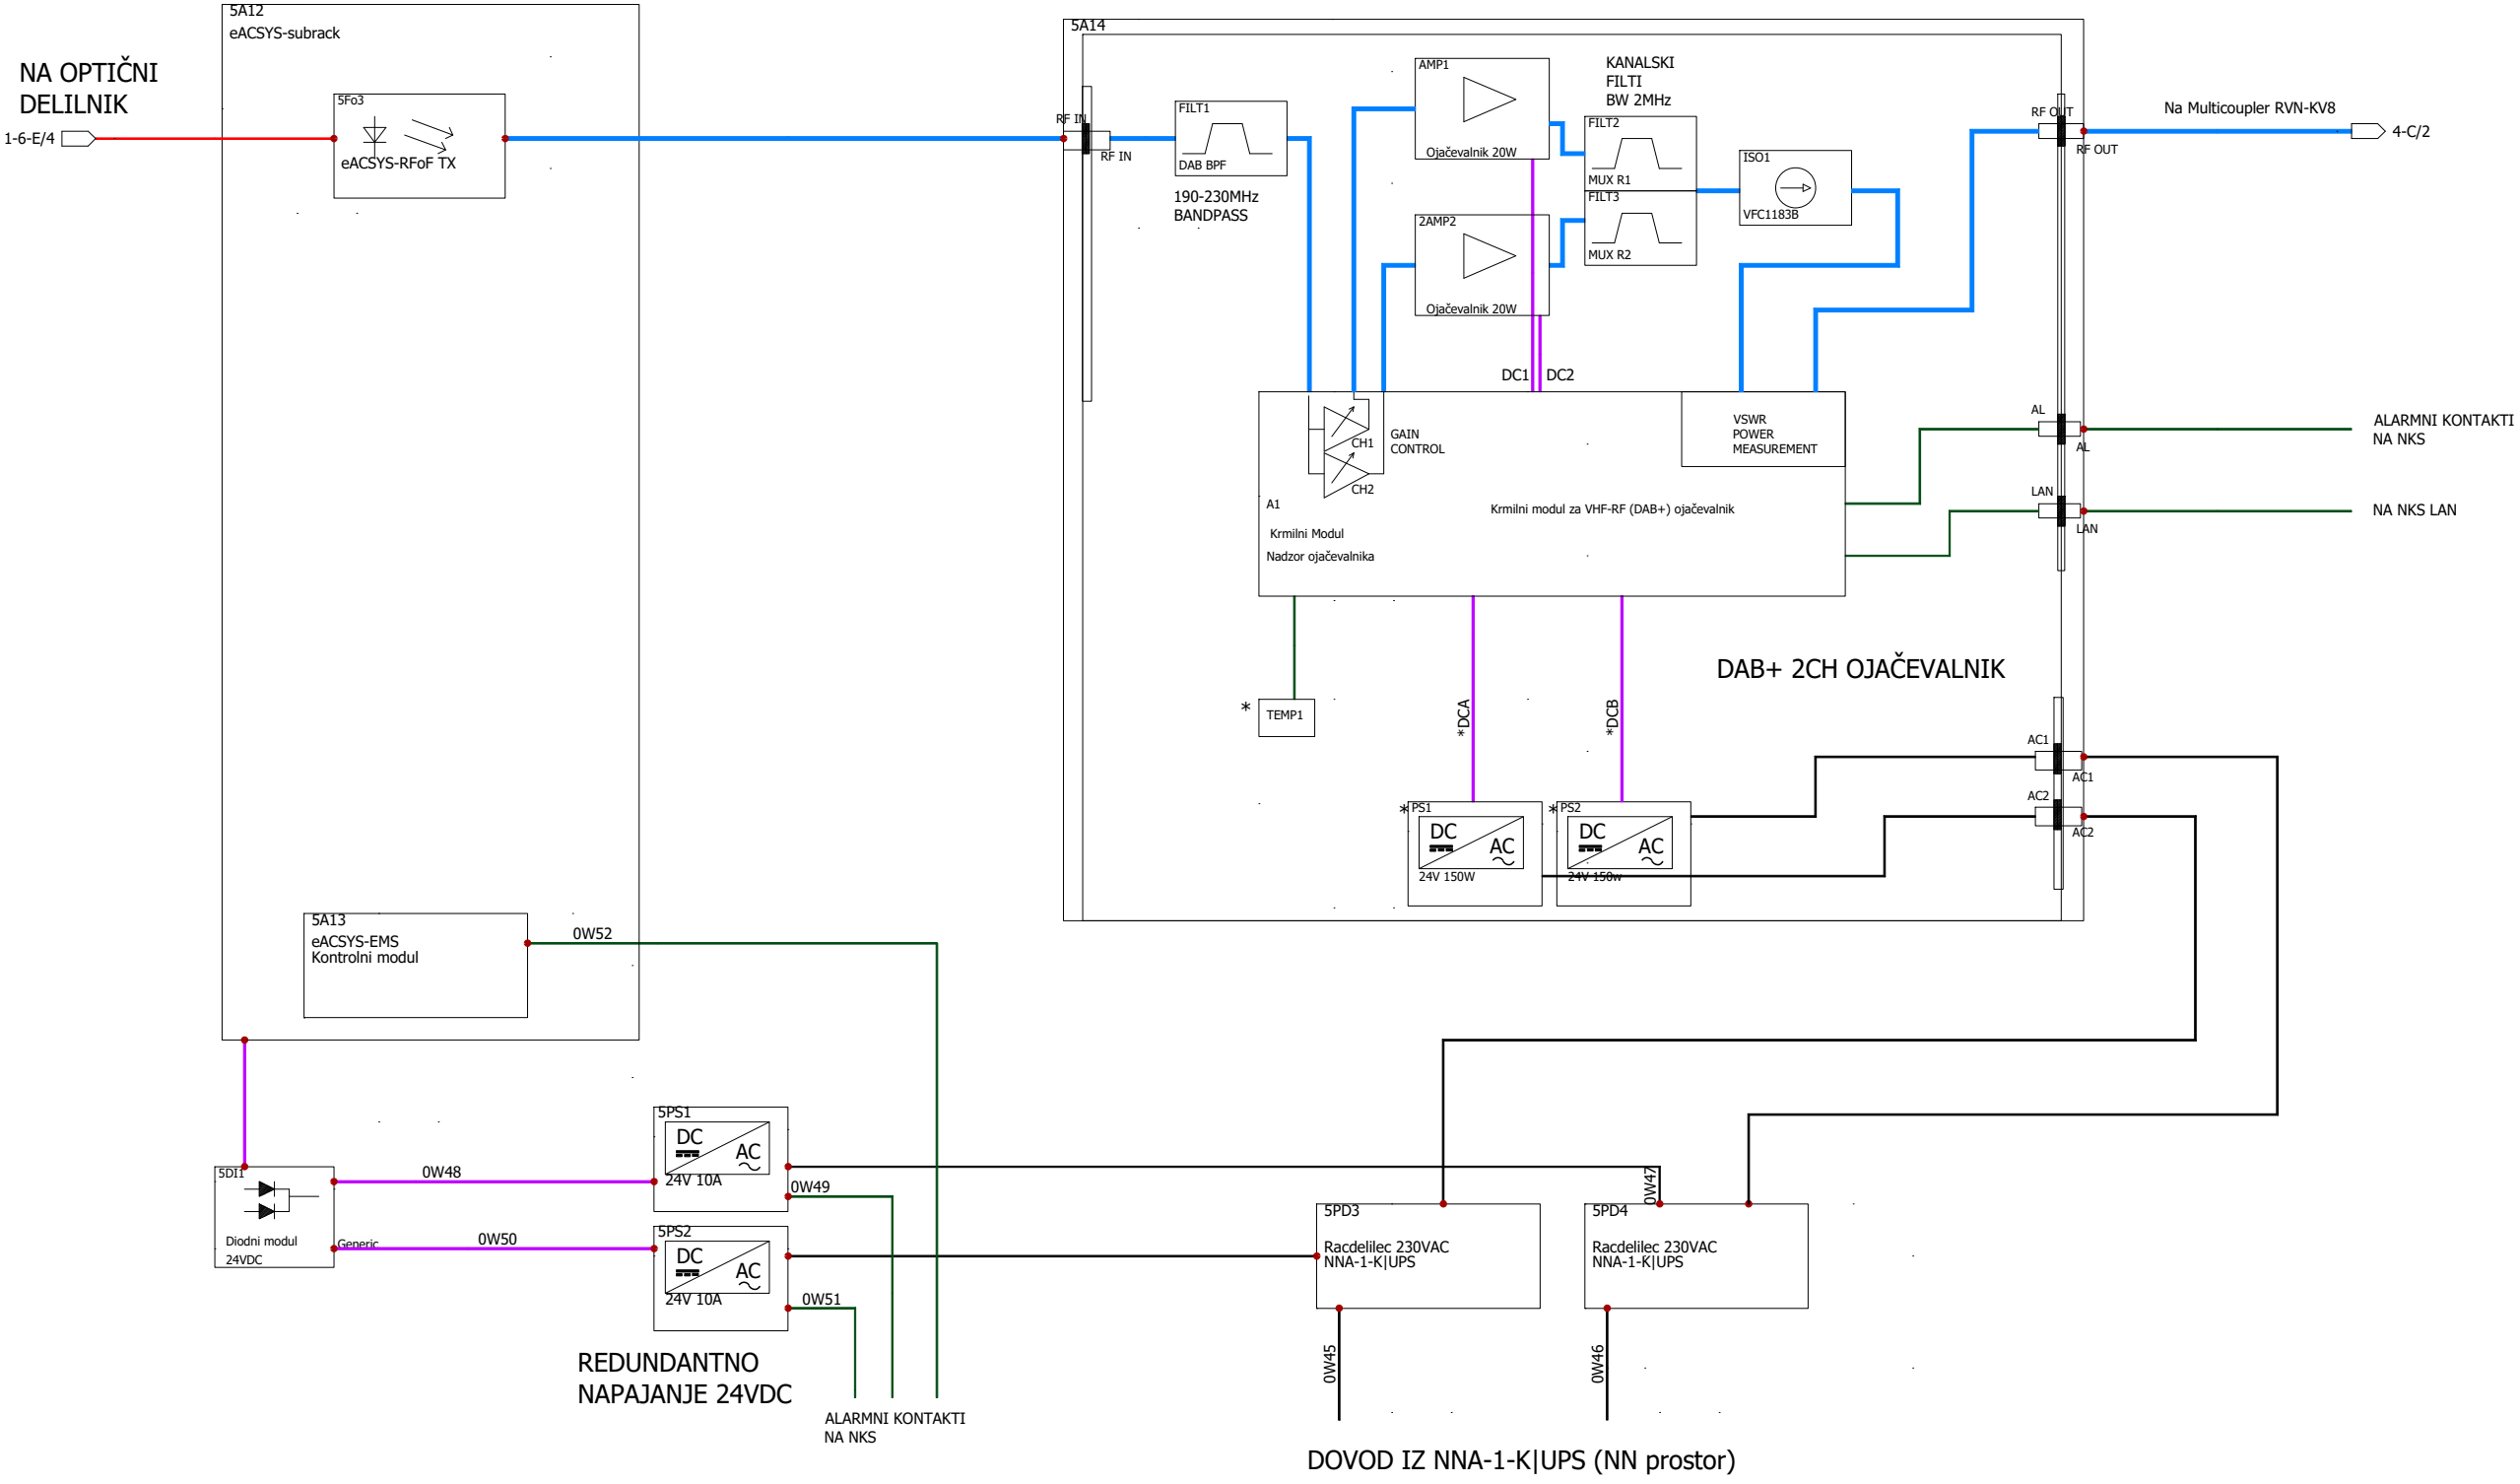 5A12
eACSYS-subrack
NA OPTIČNI
DELILNIK
1-6-E/4
5Fo3
eACSYS-RFoF TX
5A14
RF IN
RF IN
FILT1
DAB BPF
190-230MHz
BANDPASS
AMP1
Ojačevalnik 20W
2AMP2
Ojačevalnik 20W
KANALSKI
FILTI
BW 2MHz
FILT2
MUX R1
FILT3
MUX R2
ISO1
VFC1183B
RF OUT
RF OUT
Na Multicoupler RVN-KV8
4-C/2
DC1
DC2
CH1
CH2
GAIN
CONTROL
VSWR
POWER
MEASUREMENT
A1
Krmilni Modul
Nadzor ojačevalnika
Krmilni modul za VHF-RF (DAB+) ojačevalnik
AL
AL
ALARMNI KONTAKTI
NA NKS
LAN
LAN
NA NKS LAN
DAB+ 2CH OJAČEVALNIK
*
TEMP1
*DCA
*DCB
*
PS1
DC
AC
24V 150W
*
PS2
DC
AC
24V 150w
AC1
AC1
AC2
AC2
5A13
eACSYS-EMS
Kontrolni modul
0W52
5DI1
Diodni modul
24VDC
Generic
0W48
0W50
5PS1
DC
AC
24V 10A
0W49
5PS2
DC
AC
24V 10A
0W51
0W47
5PD3
Racdelilec 230VAC
NNA-1-K|UPS
5PD4
Racdelilec 230VAC
NNA-1-K|UPS
0W45
0W46
REDUNDANTNO
NAPAJANJE 24VDC
ALARMNI KONTAKTI
NA NKS
DOVOD IZ NNA-1-K|UPS (NN prostor)